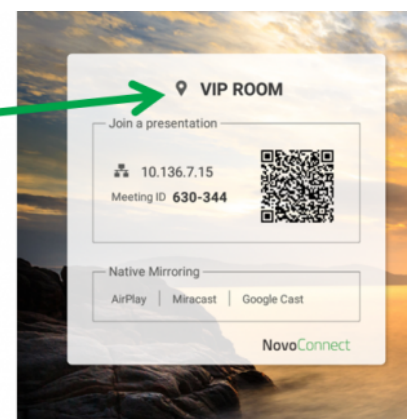 VIP ROOM
Join a presentation
10.136.7.15
Meeting ID 630-344
Native Mirroring
AirPlay | Miracast | Google Cast
NovoConnect